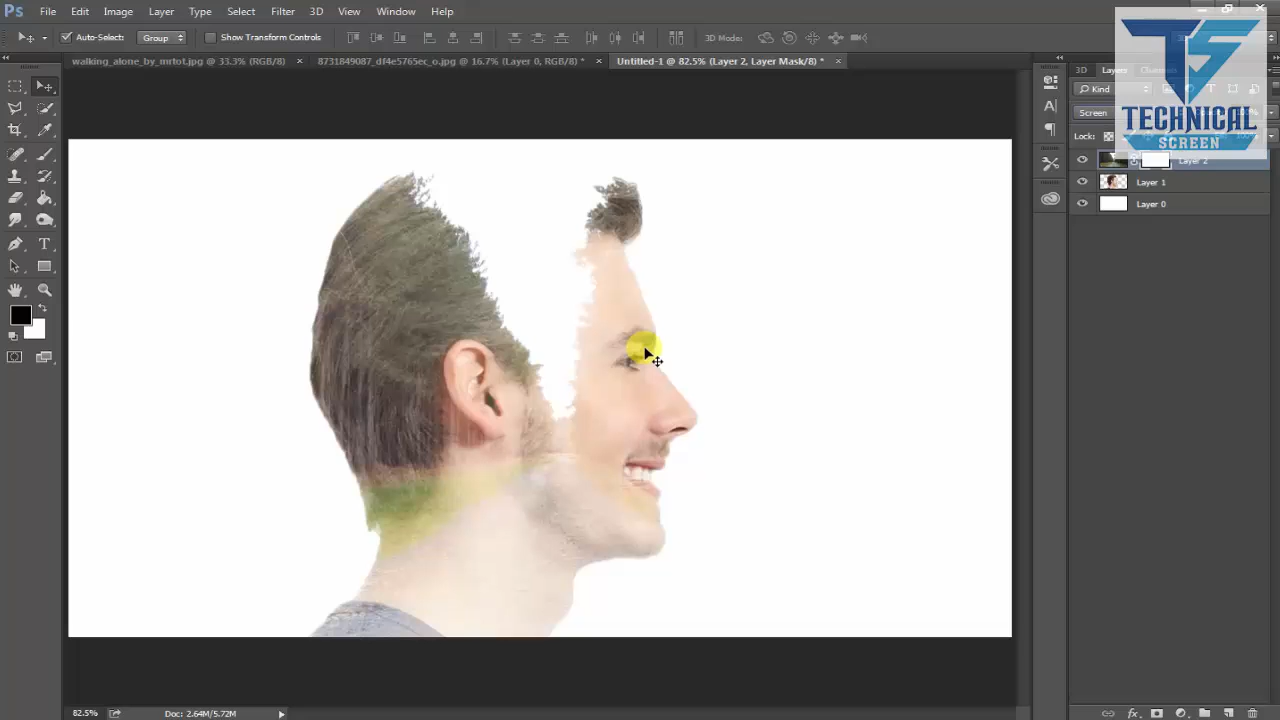 Ps File Edit Image Layer Type Select Filter 3D View Window Help
Auto-Select: Group Show Transform Controls 3D Mode:
walking_alone_by_mrtot.jpg @ 33.3% (RGB/8) × 8731849087_df4e5765ec_o.jpg @ 16.7% (Layer 0, RGB/8) * × Untitled-1 @ 82.5% (Layer 2, Layer Mask/8) * ×
3D Layers Channels
Kind
Screen
Lock:
TS
TECHNICAL
SCREEN
Layer 2
Layer 1
Layer 0
82.5% Doc: 2.64M/5.72M